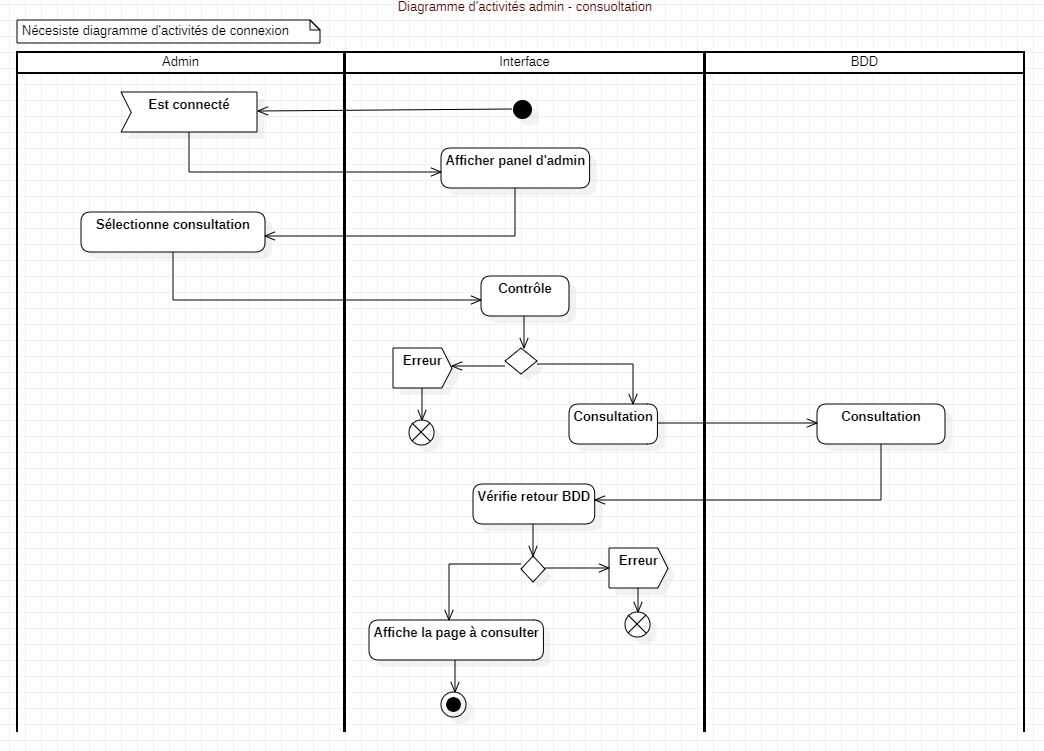 Diagramme d'activités admin - consuoltation
Nécesiste diagramme d'activités de connexion
Admin
Interface
BDD
Est connecté
Afficher panel d'admin
Sélectionne consultation
Contrôle
Erreur
Consultation
Consultation
Vérifie retour BDD
Erreur
Affiche la page à consulter